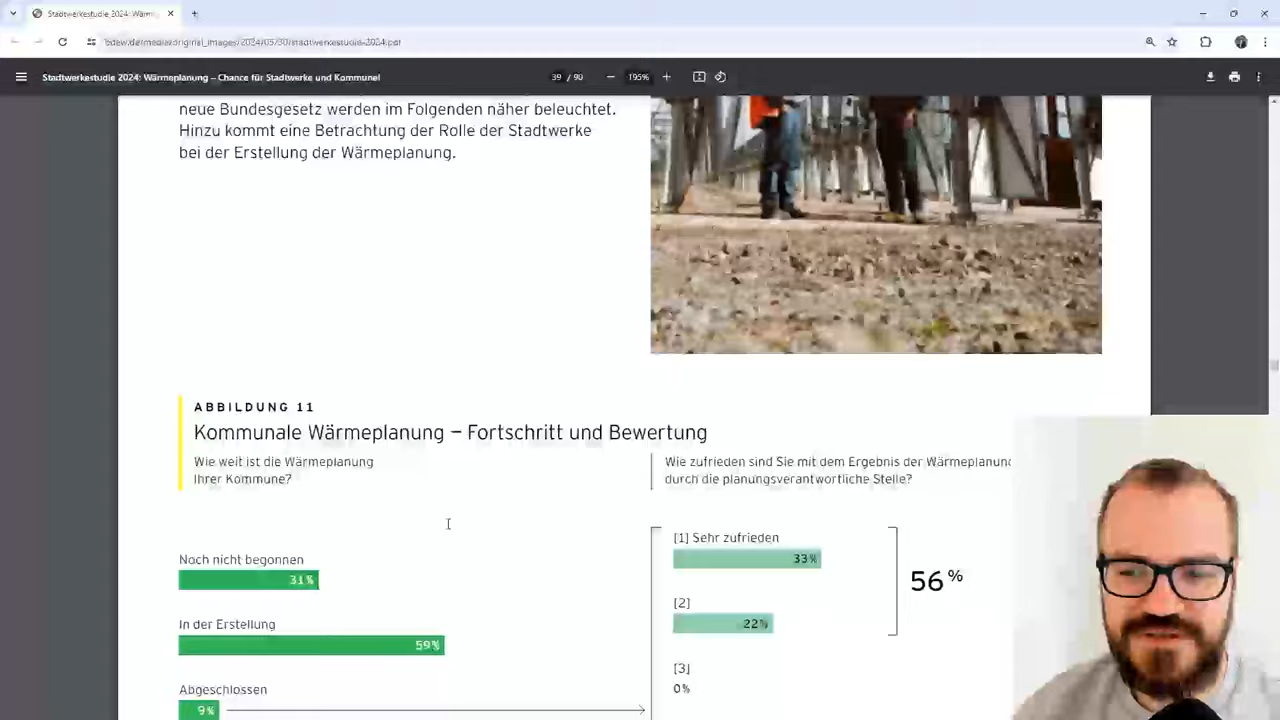 Stadtwerkestudie 2024: Wärm
bdew.de/media/original_images/2024/05/30/stadtwerkestudie-2024.pdf
Stadtwerkestudie 2024: Wärmeplanung – Chance für Stadtwerke und Kommune
39 / 90
195%
neue Bundesgesetz werden im Folgenden näher beleuchtet.
Hinzu kommt eine Betrachtung der Rolle der Stadtwerke
bei der Erstellung der Wärmeplanung.
ABBILDUNG 11
Kommunale Wärmeplanung – Fortschritt und Bewertung
Wie weit ist die Wärmeplanung
Ihrer Kommune?
Noch nicht begonnen
31%
In der Erstellung
59%
Abgeschlossen
9%
Wie zufrieden sind Sie mit dem Ergebnis der Wärmeplanung
durch die planungsverantwortliche Stelle?
[1] Sehr zufrieden
33%
[2]
22%
56 %
[3]
0%